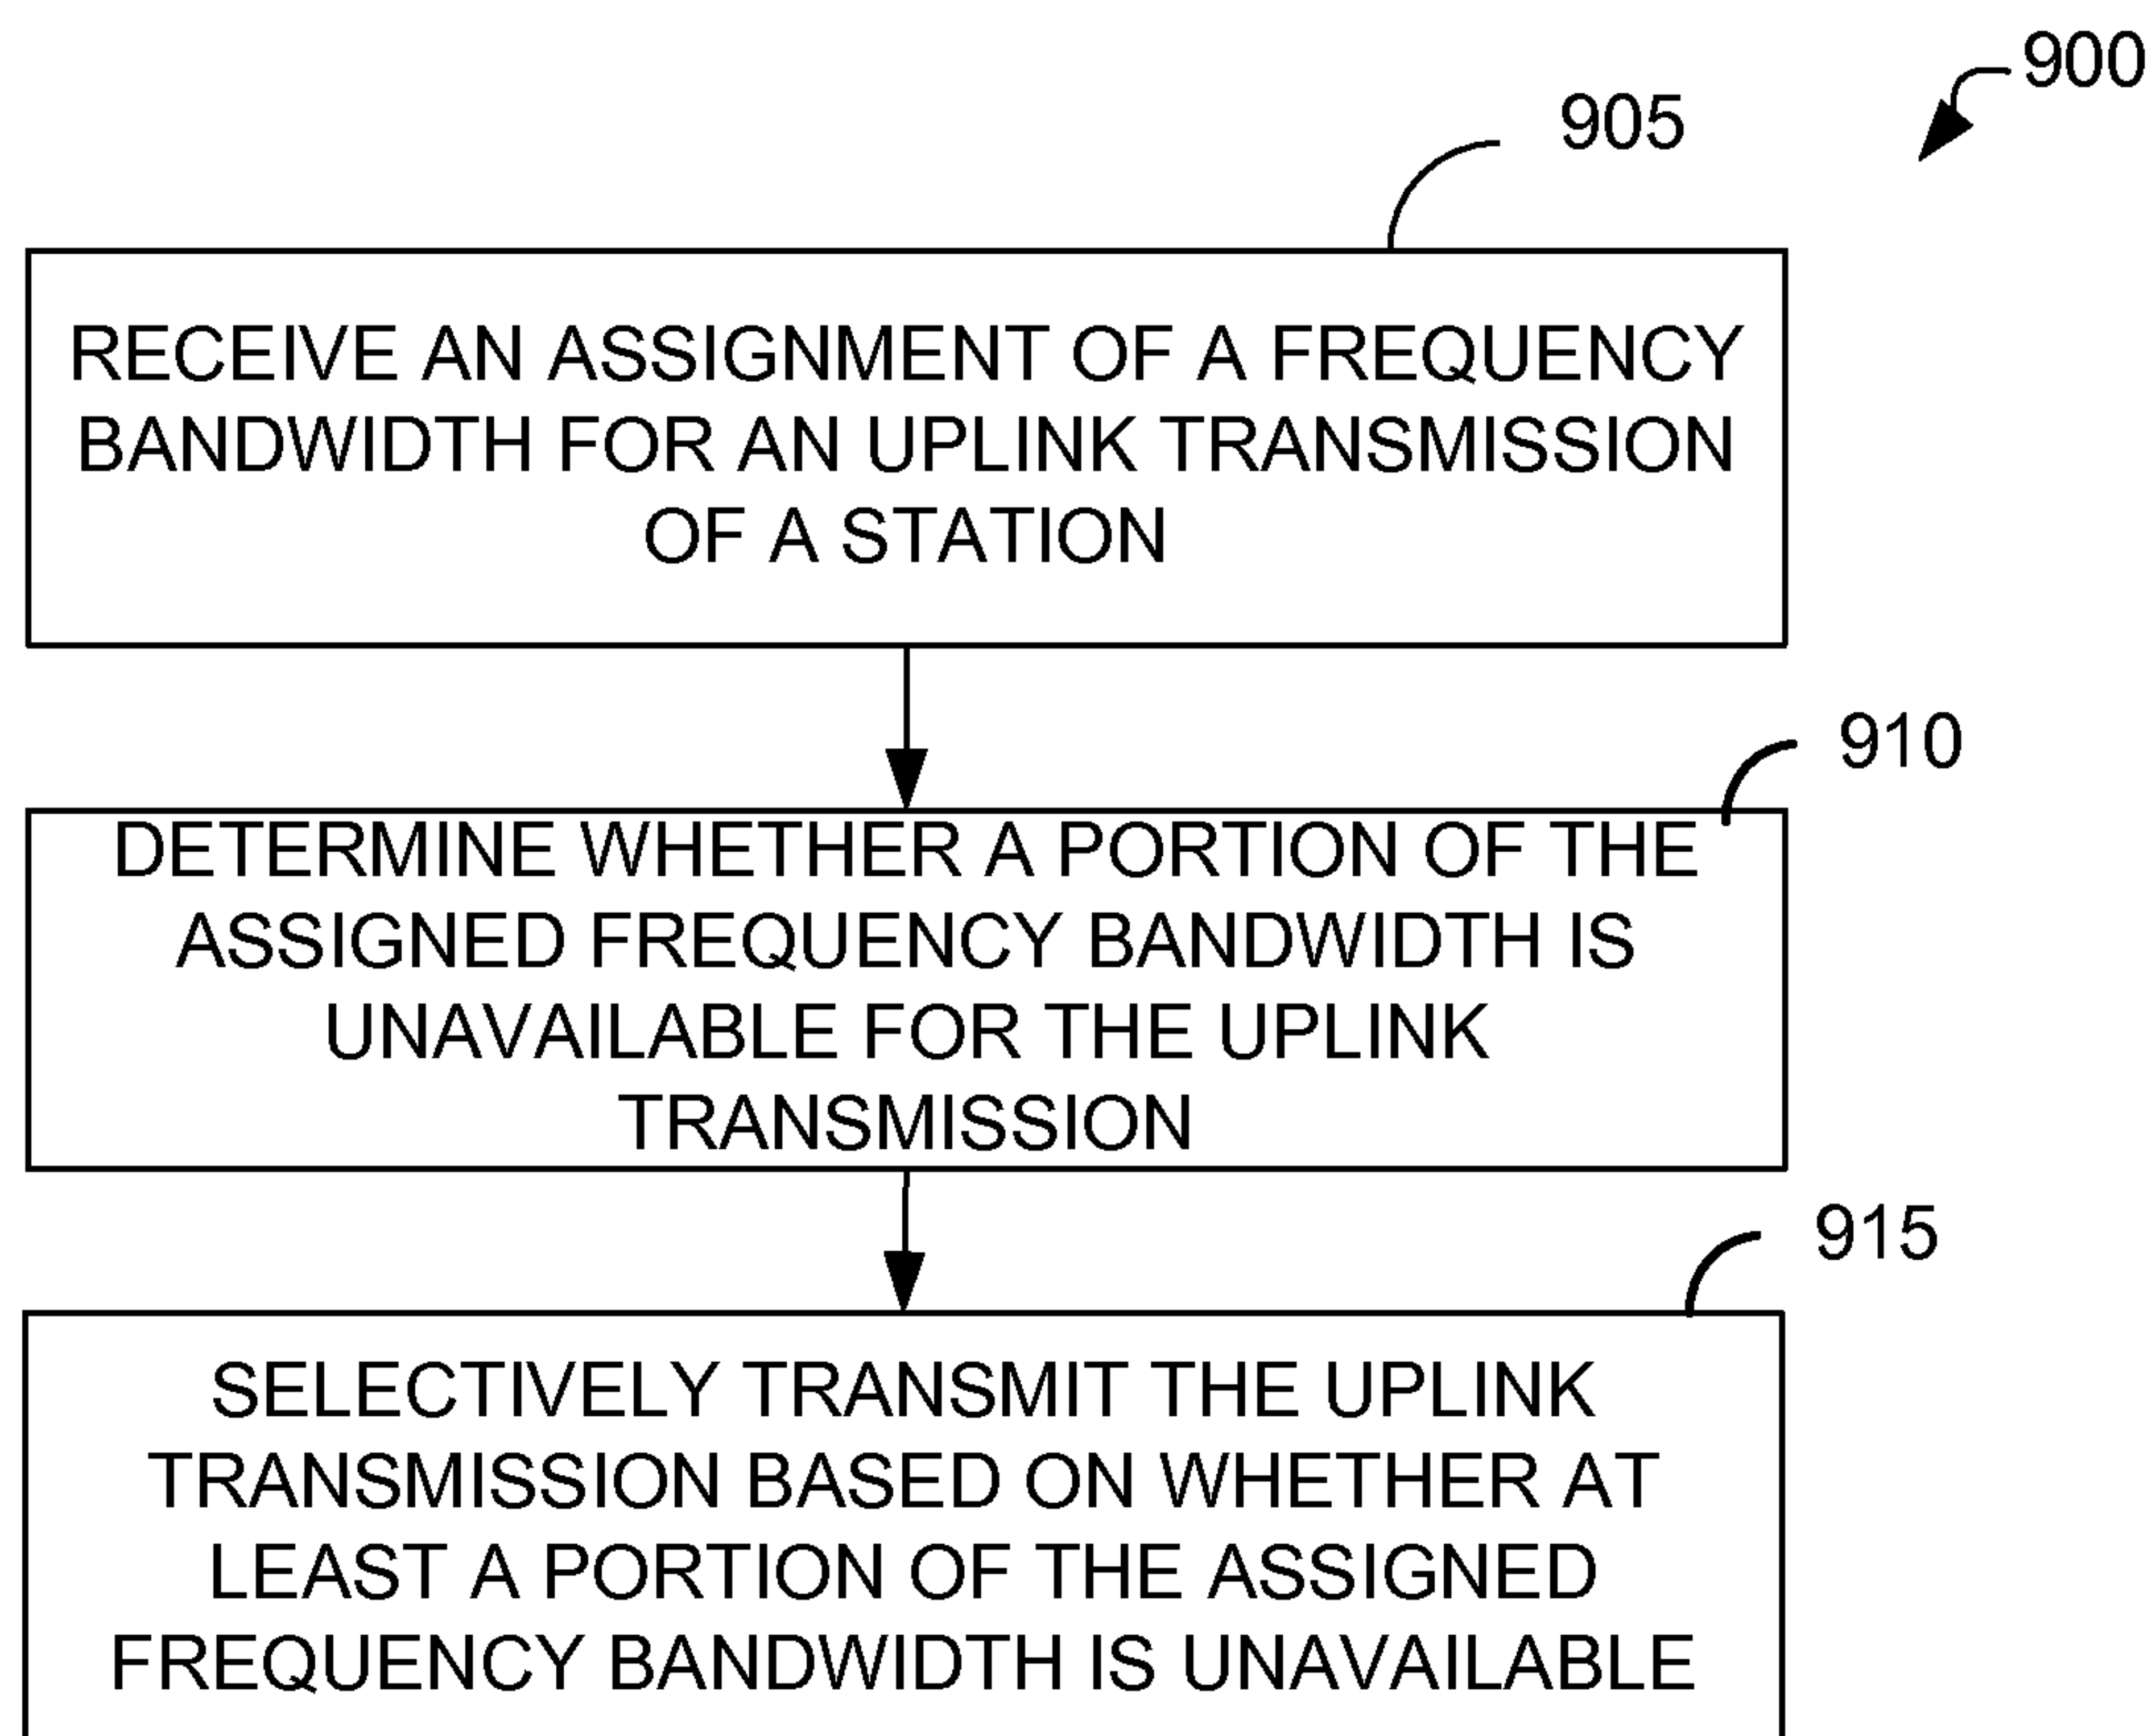 900
905
RECEIVE AN ASSIGNMENT OF A FREQUENCY
BANDWIDTH FOR AN UPLINK TRANSMISSION
OF A STATION
910
DETERMINE WHETHER A PORTION OF THE
ASSIGNED FREQUENCY BANDWIDTH IS
UNAVAILABLE FOR THE UPLINK
TRANSMISSION
915
SELECTIVELY TRANSMIT THE UPLINK
TRANSMISSION BASED ON WHETHER AT
LEAST A PORTION OF THE ASSIGNED
FREQUENCY BANDWIDTH IS UNAVAILABLE